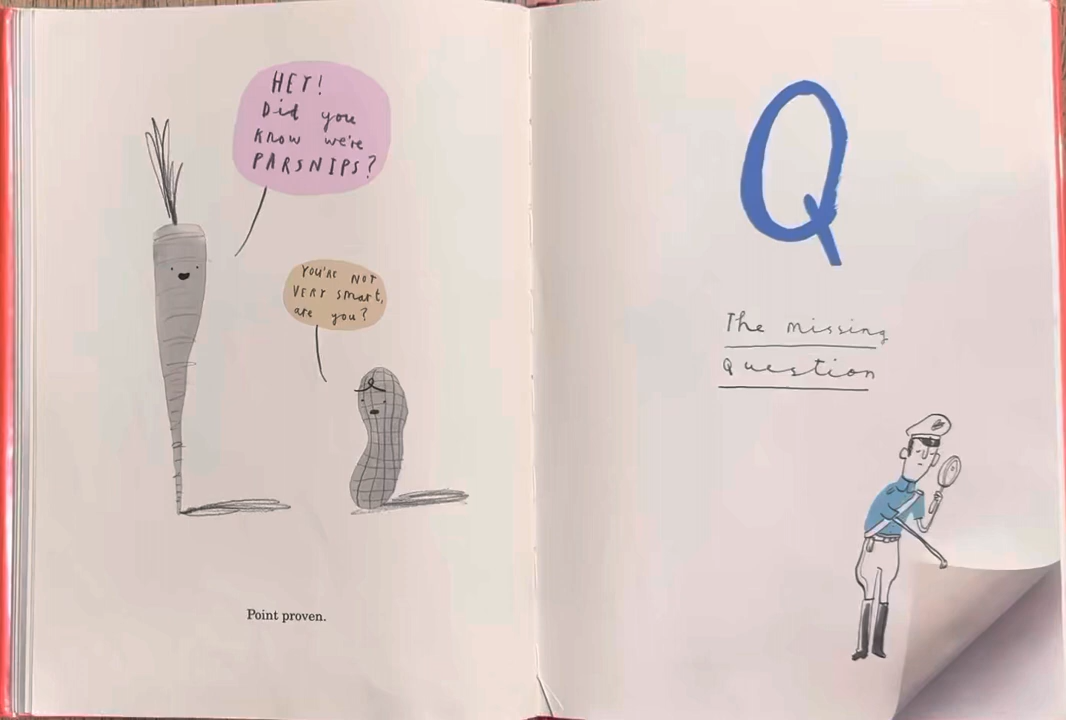 HEY!
Did you
know we're
PARSNIPS?
YOU'RE NOT
VERY smart,
are you?
Point proven.
Q
The missing
Question